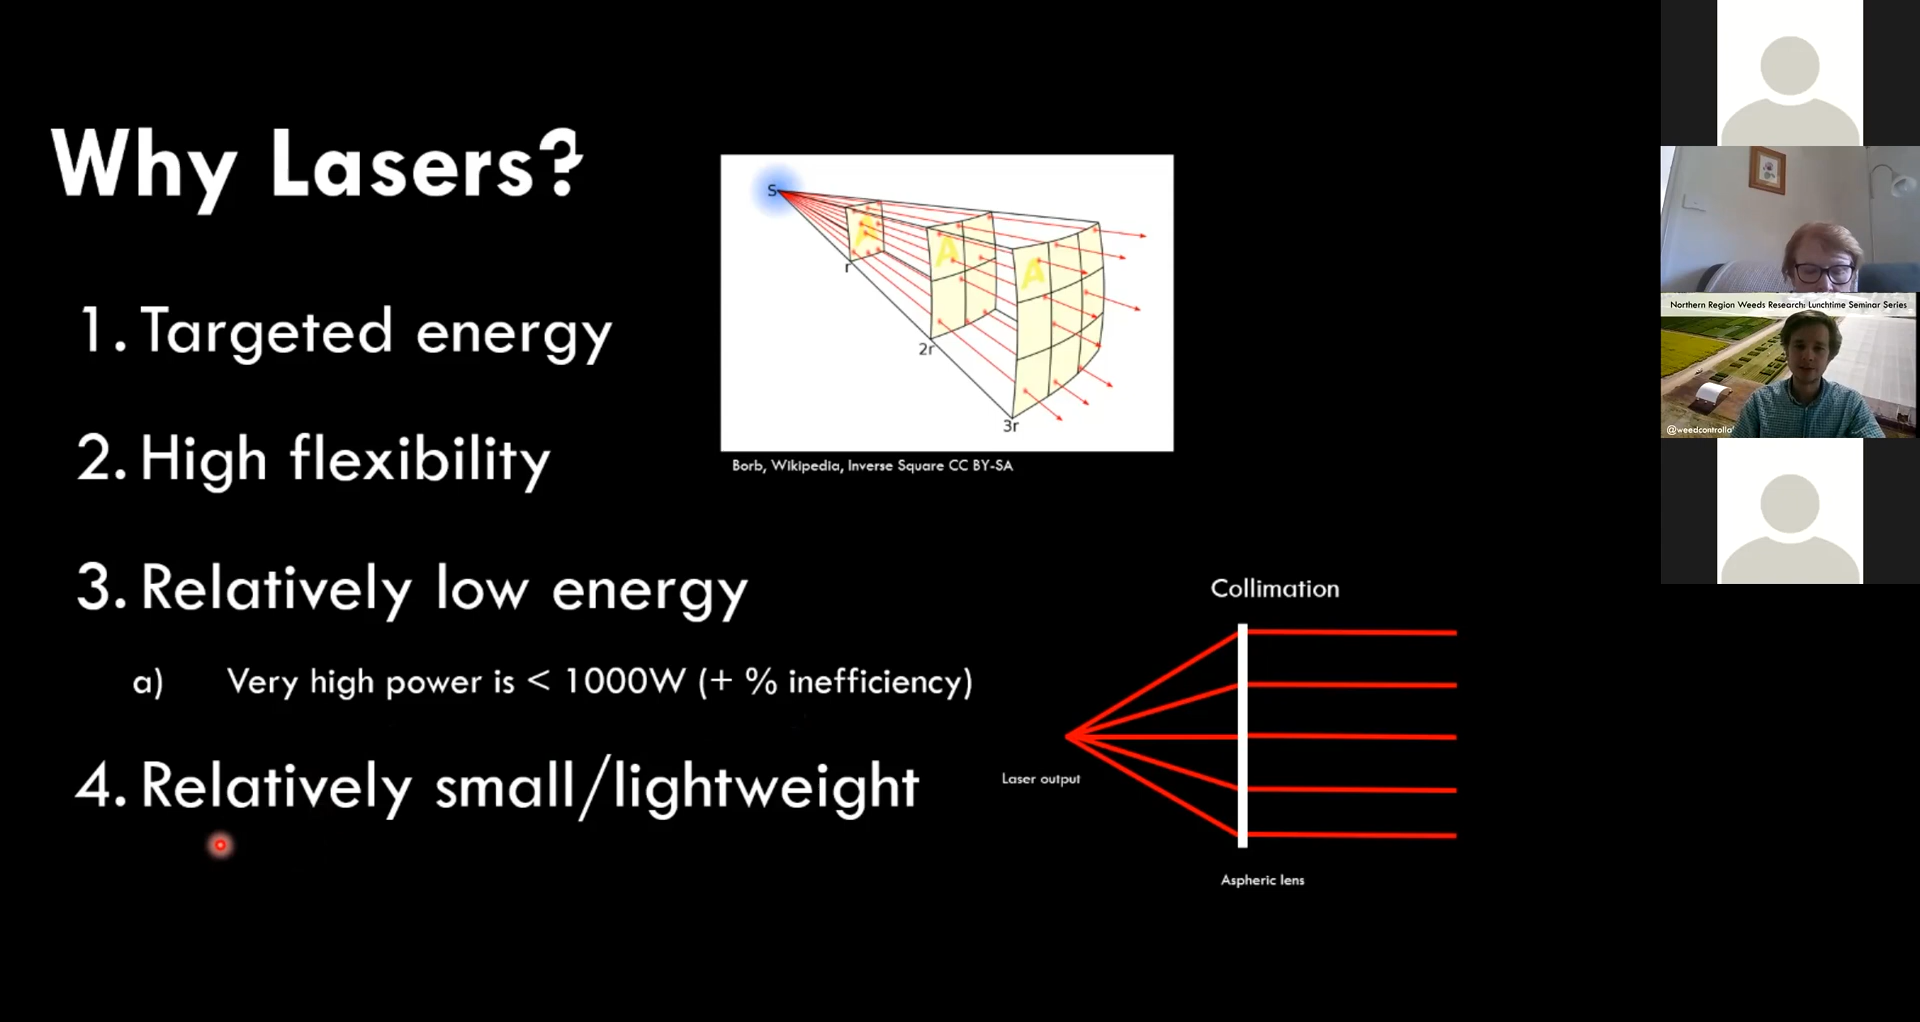 Why Lasers?
1. Targeted energy
2. High flexibility
3. Relatively low energy
a) Very high power is < 1000W (+ % inefficiency)
4. Relatively small/lightweight
S
A
A
A
r
2r
3r
Borb, Wikipedia, Inverse Square CC BY-SA
Collimation
Laser output
Aspheric lens
Northern Region Weeds Research: Lunchtime Seminar Series